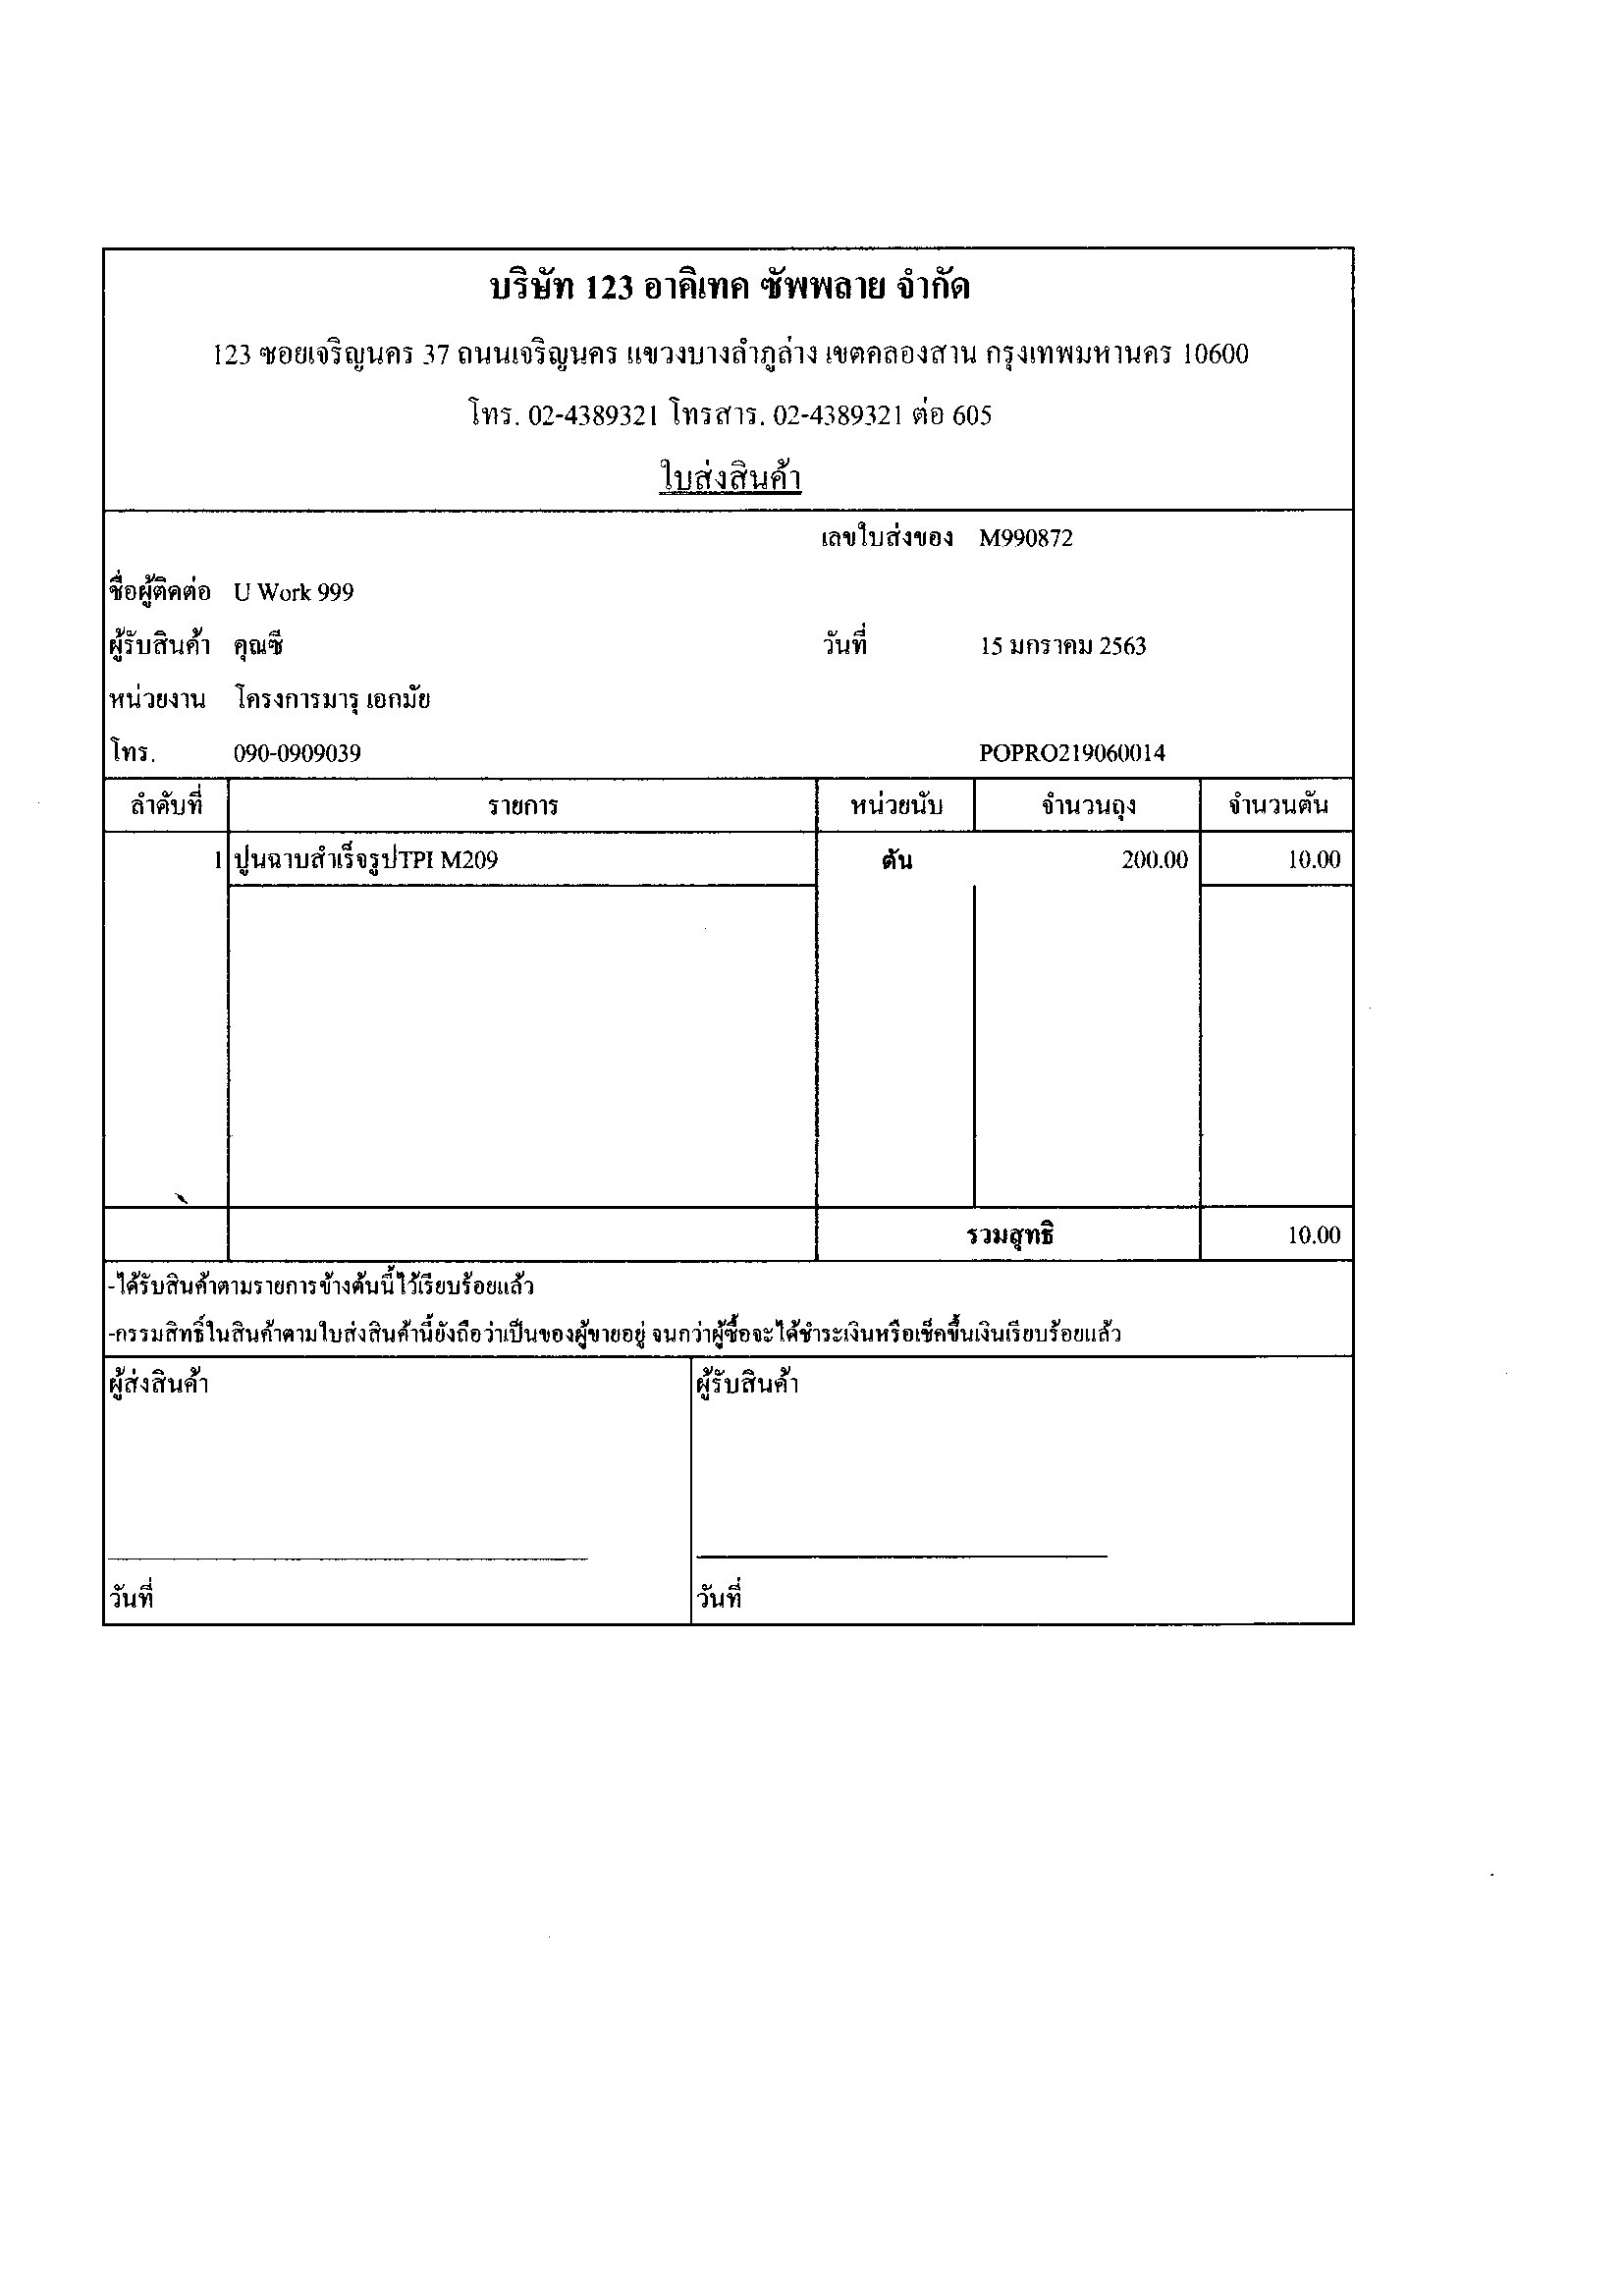 บริษัท 123 อาคิเทค ซัพพลาย จำกัด
123 ซอยเจริญนคร 37 ถนนเจริญนคร แขวงบางลำภูล่าง เขตคลองสาน กรุงเทพมหานคร 10600
โทร. 02-4389321 โทรสาร. 02-4389321 ต่อ 605
ใบส่งสินค้า
เลขใบส่งของ M990872
ชื่อผู้ติดต่อ U Work 999
ผู้รับสินค้า คุณซี วันที่ 15 มกราคม 2563
หน่วยงาน โครงการมารุ เอกมัย
โทร. 090-0909039 POPRO219060014
ลำดับที่ รายการ หน่วยนับ จำนวนถุง จำนวนตัน
1 ปูนฉาบสำเร็จรูปTPI M209 ตัน 200.00 10.00
รวมสุทธิ 10.00
-ได้รับสินค้าตามรายการข้างต้นนี้ไว้เรียบร้อยแล้ว
-กรรมสิทธิ์ในสินค้าตามใบส่งสินค้านี้ยังถือว่าเป็นของผู้ขายอยู่ จนกว่าผู้ซื้อจะได้ชำระเงินหรือเช็คขึ้นเงินเรียบร้อยแล้ว
ผู้ส่งสินค้า ผู้รับสินค้า
วันที่ วันที่